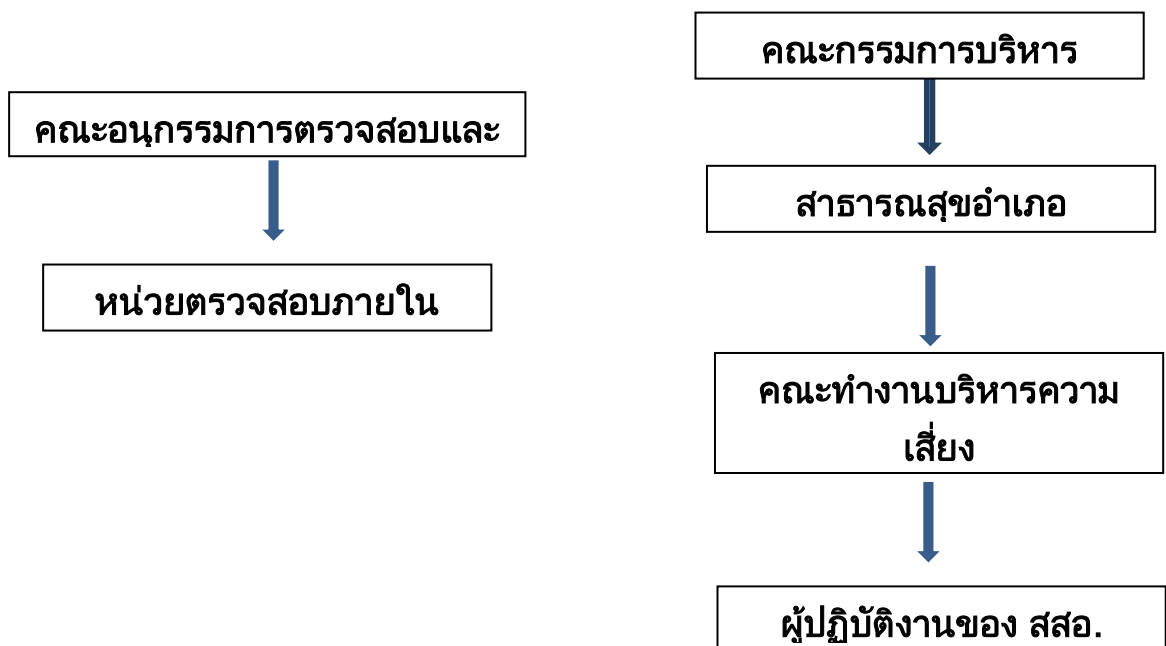 คณะกรรมการบริหาร
คณะอนุกรรมการตรวจสอบและ
สาธารณสุขอำเภอ
หน่วยตรวจสอบภายใน
คณะทำงานบริหารความ
เสี่ยง
ผู้ปฏิบัติงานของ สสอ.